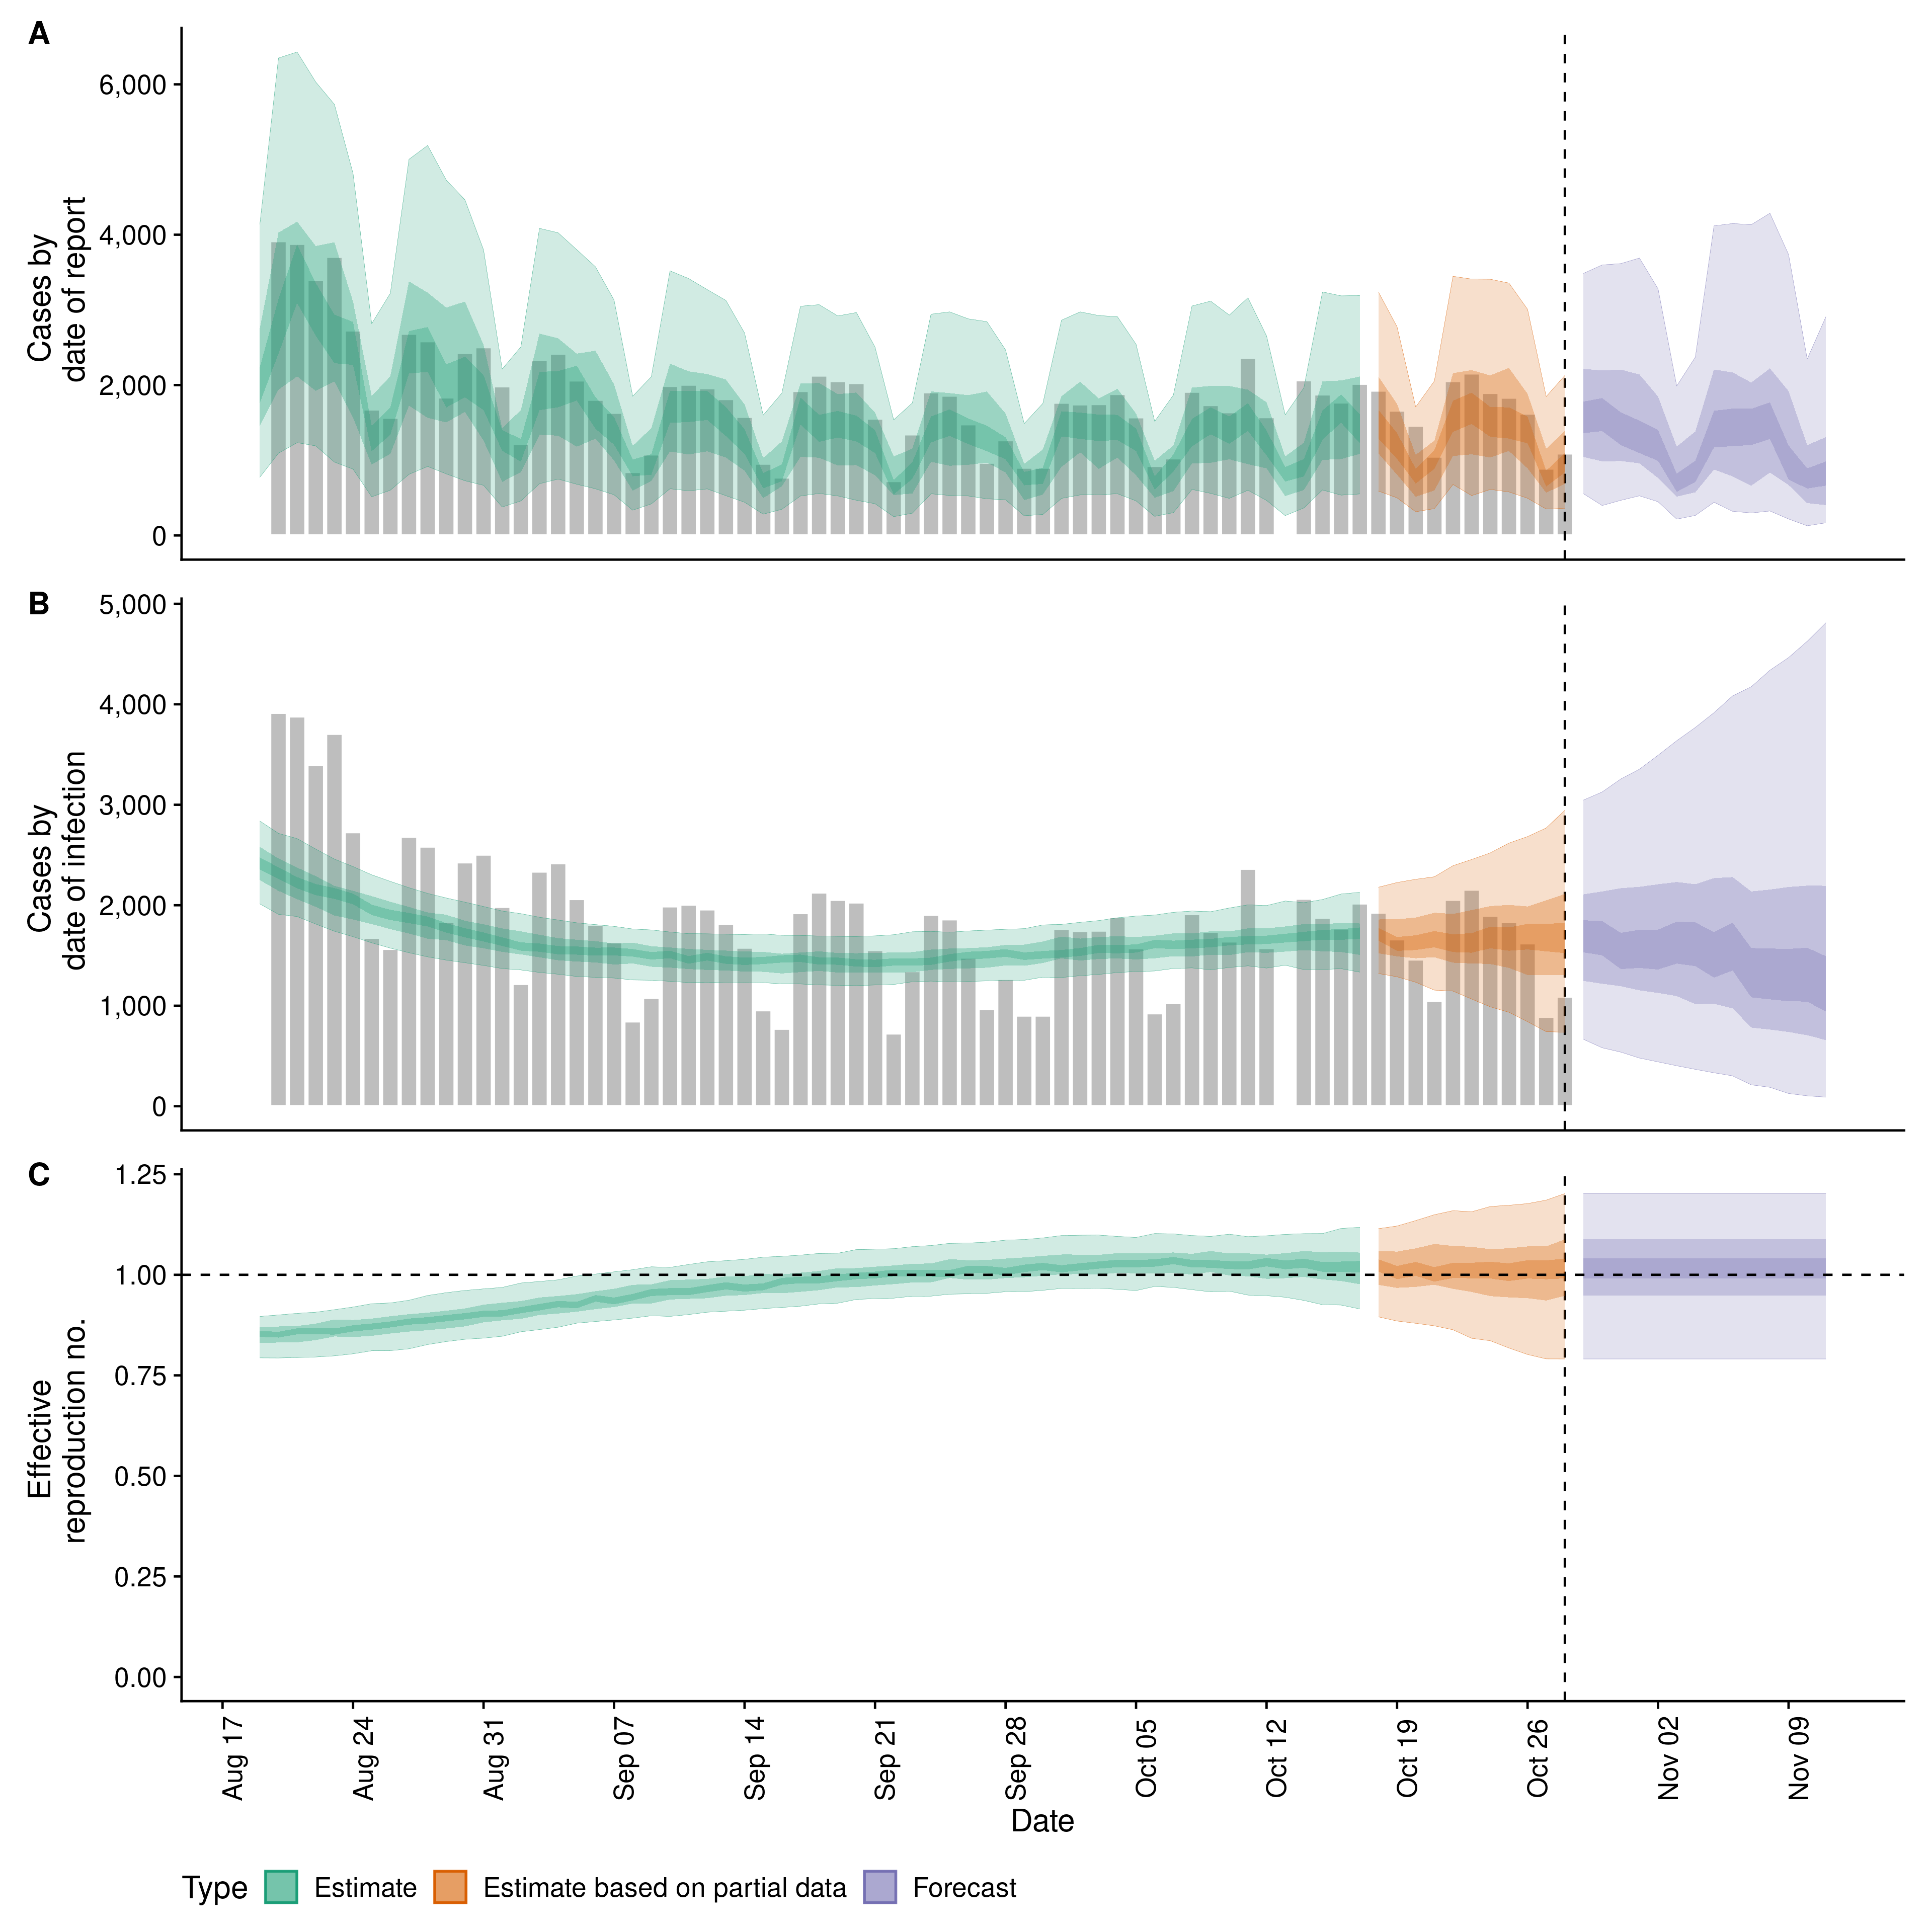 A
6,000
4,000
2,000
0
Cases by
date of report
B
5,000
4,000
3,000
2,000
1,000
0
Cases by
date of infection
C
1.25
1.00
0.75
0.50
0.25
0.00
Effective
reproduction no.
Aug 17
Aug 24
Aug 31
Sep 07
Sep 14
Sep 21
Sep 28
Oct 05
Oct 12
Oct 19
Oct 26
Nov 02
Nov 09
Date
Type Estimate Estimate based on partial data Forecast